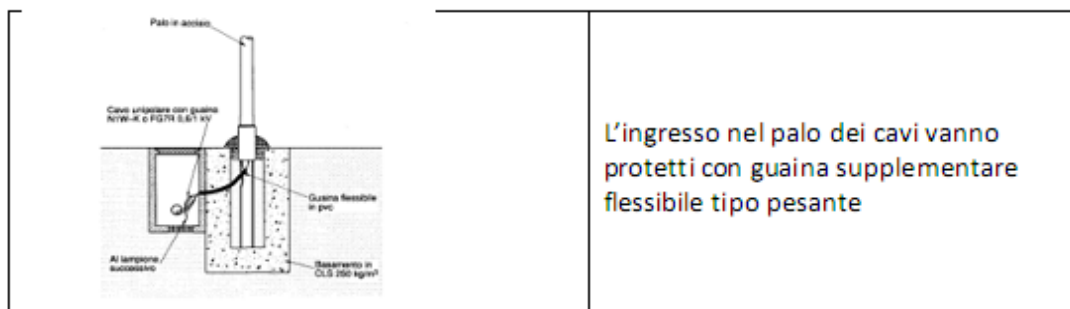 Palo in acciaio
Cavo unipolare con guaina
N1W-K o FG7R 0,6/1 kV
Guaina flessibile
in pvc
Al lampione
successivo
Basamento in
CLS 250 kg/m³
L'ingresso nel palo dei cavi vanno
protetti con guaina supplementare
flessibile tipo pesante